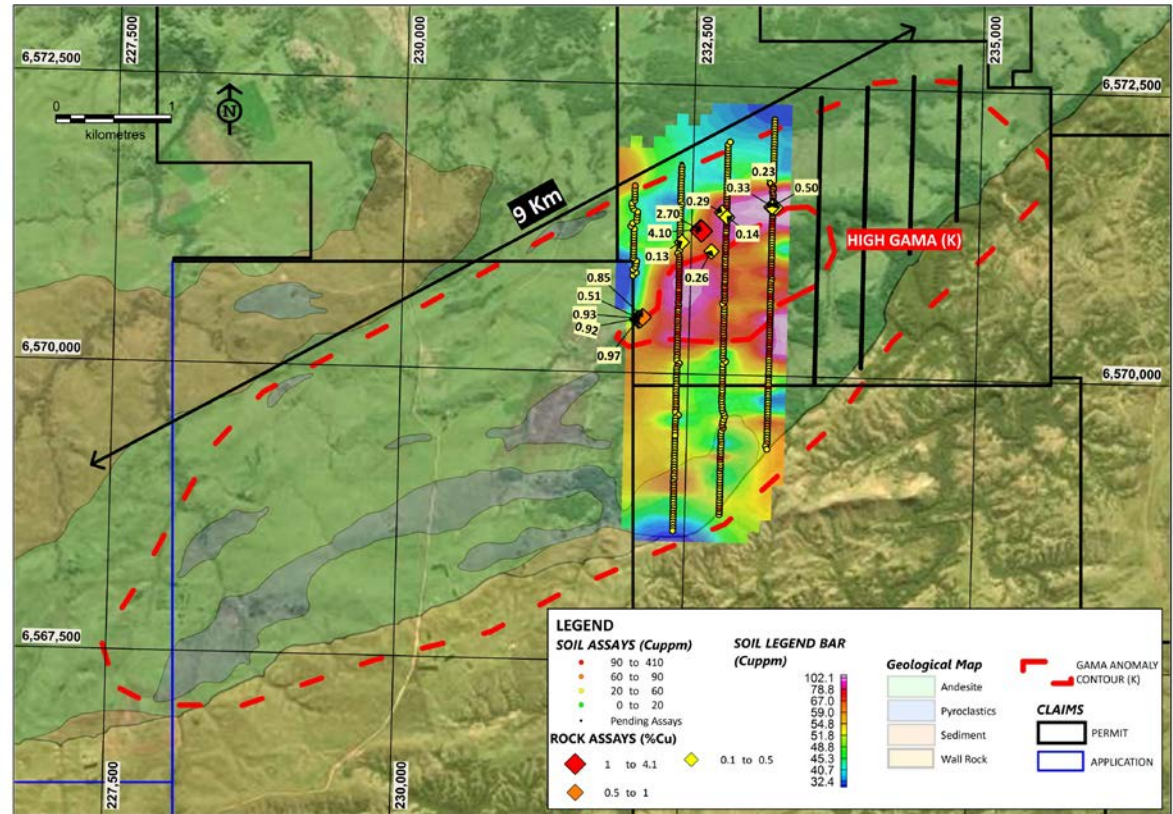 227,500
230,000
232,500
235,000
6,572,500
6,572,500
0 1
kilometres
N
9 Km
0.23
0.33
0.50
0.29
2.70
0.14
4.10
0.13
0.26
HIGH GAMA (K)
0.85
0.51
0.93
0.92
0.97
6,570,000
6,570,000
6,567,500
227,500
230,000
LEGEND
SOIL ASSAYS (Cuppm)
90 to 410
60 to 90
20 to 60
0 to 20
Pending Assays
ROCK ASSAYS (%Cu)
1 to 4.1
0.5 to 1
0.1 to 0.5
SOIL LEGEND BAR
(Cuppm)
102.1
78.8
67.0
59.0
54.8
51.8
48.8
45.3
40.7
32.4
Geological Map
Andesite
Pyroclastics
Sediment
Wall Rock
GAMA ANOMALY
CONTOUR (K)
CLAIMS
PERMIT
APPLICATION